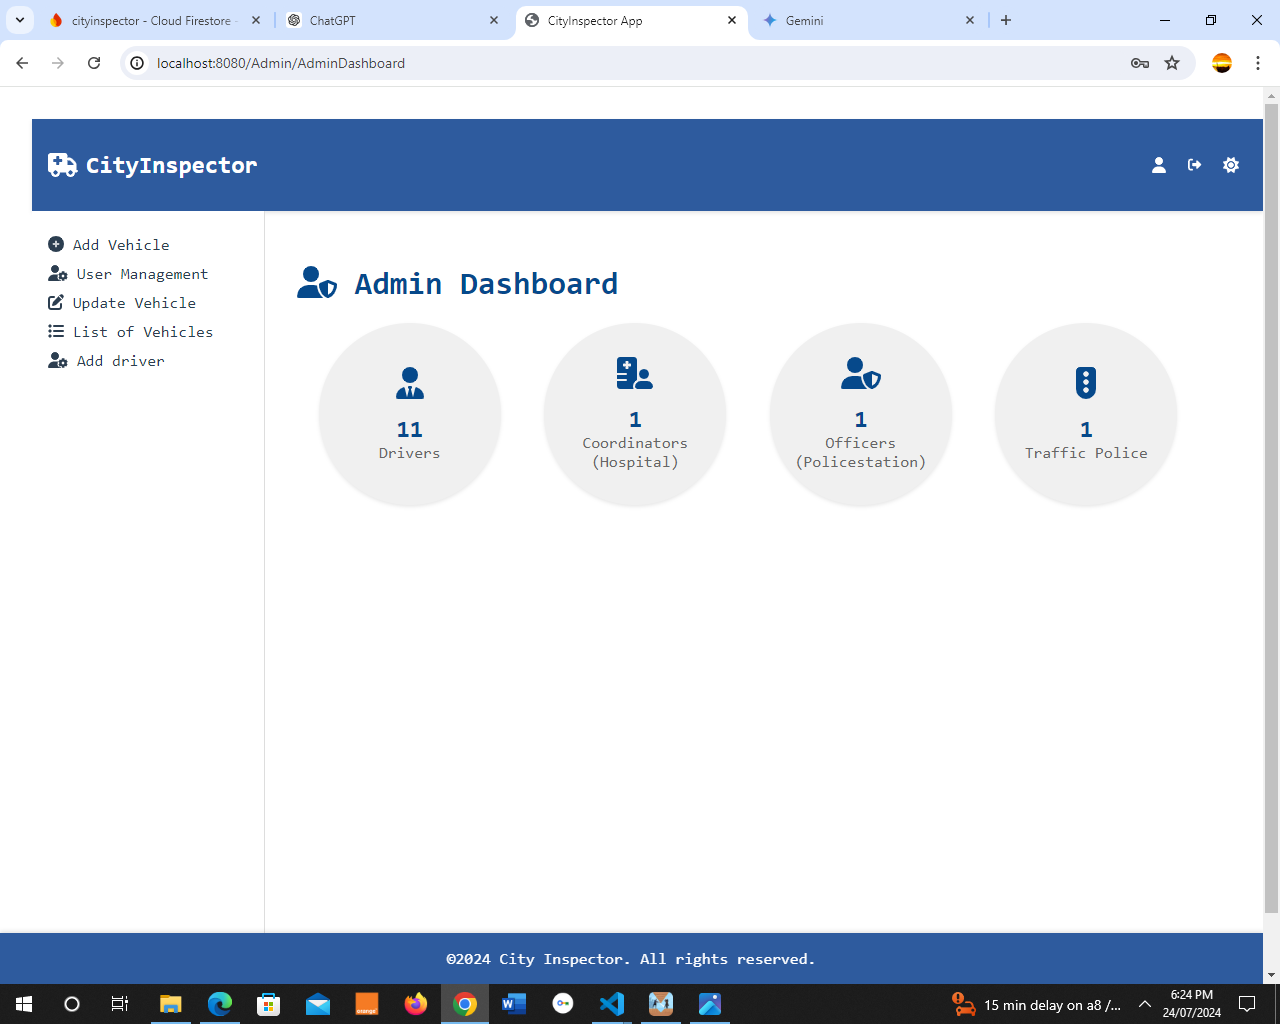 cityinspector - Cloud Firestore
ChatGPT
CityInspector App
Gemini
localhost:8080/Admin/AdminDashboard
CityInspector
Add Vehicle
User Management
Update Vehicle
List of Vehicles
Add driver
Admin Dashboard
11
Drivers
1
Coordinators
(Hospital)
1
Officers
(Policestation)
1
Traffic Police
©2024 City Inspector. All rights reserved.
15 min delay on a8 /...
6:24 PM
24/07/2024